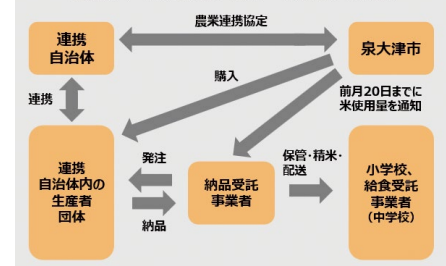 農業連携協定
連携
自治体
泉大津市
購入
前月20日までに
米使用量を通知
連携
連携
自治体内の
生産者
団体
発注
納品
納品受託
事業者
保管・精米・
配送
小学校、
給食受託
事業者
（中学校）